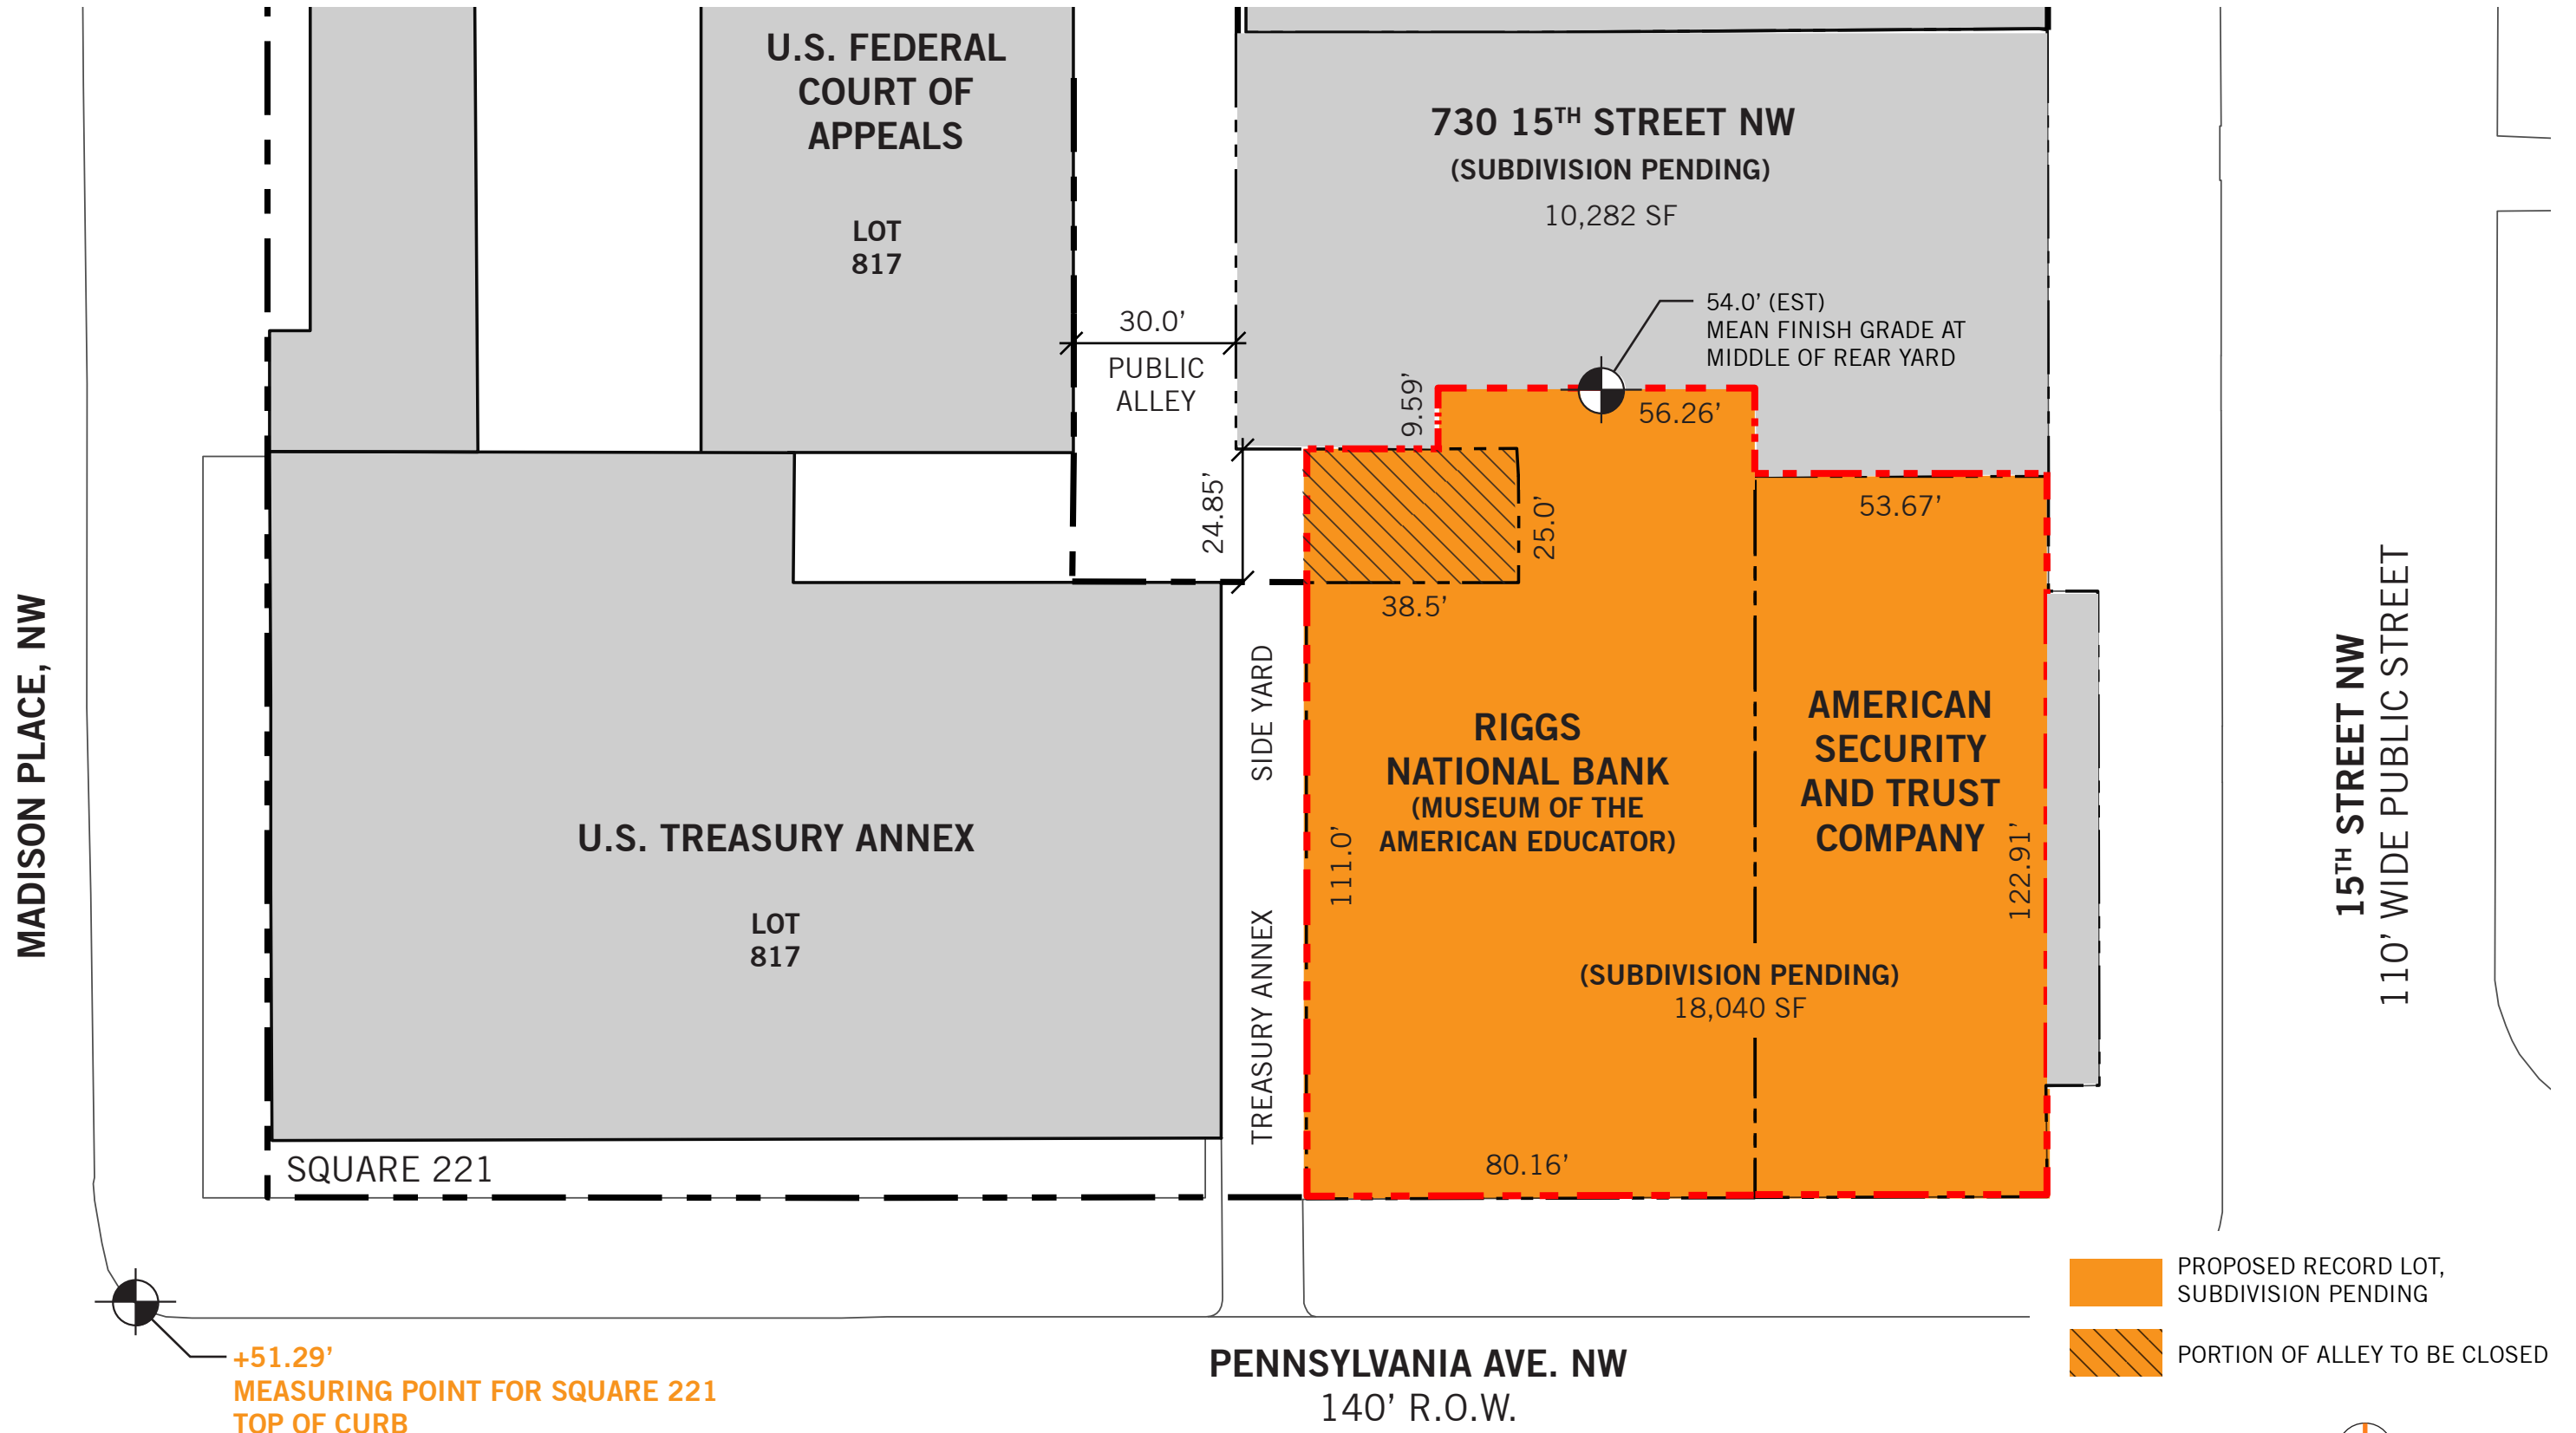 U.S. FEDERAL
COURT OF
APPEALS
LOT
817
730 15TH STREET NW
(SUBDIVISION PENDING)
10,282 SF
54.0’ (EST)
MEAN FINISH GRADE AT
MIDDLE OF REAR YARD
30.0’
PUBLIC
ALLEY
9.59’
56.26’
24.85’
25.0’
53.67’
38.5’
MADISON PLACE, NW
U.S. TREASURY ANNEX
LOT
817
SIDE YARD
TREASURY ANNEX
111.0’
RIGGS
NATIONAL BANK
(MUSEUM OF THE
AMERICAN EDUCATOR)
AMERICAN
SECURITY
AND TRUST
COMPANY
122.91’
(SUBDIVISION PENDING)
18,040 SF
15TH STREET NW
110’ WIDE PUBLIC STREET
80.16’
SQUARE 221
+51.29’
MEASURING POINT FOR SQUARE 221
TOP OF CURB
PENNSYLVANIA AVE. NW
140’ R.O.W.
PROPOSED RECORD LOT,
SUBDIVISION PENDING
PORTION OF ALLEY TO BE CLOSED